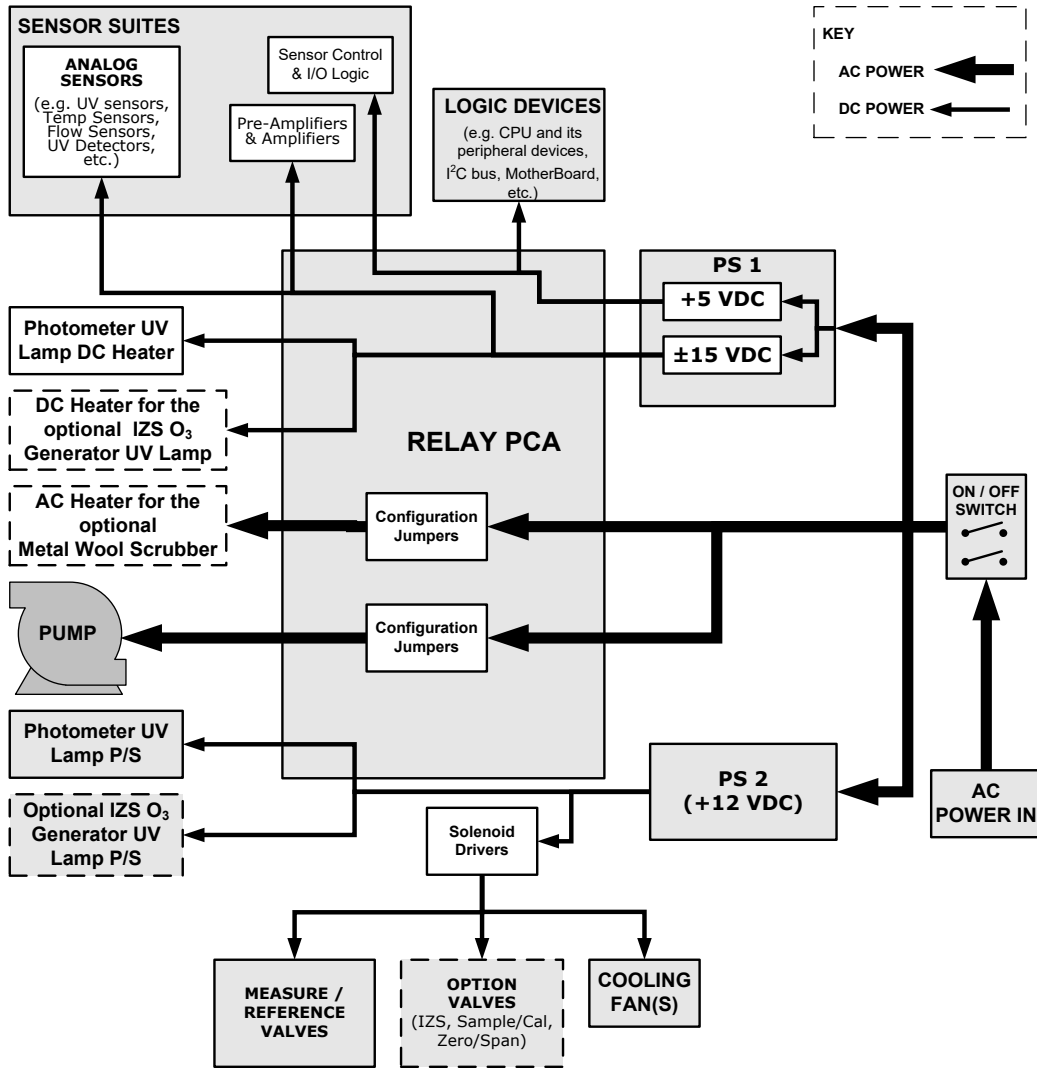 SENSOR SUITES
ANALOG
SENSORS
(e.g. UV sensors,
Temp Sensors,
Flow Sensors,
UV Detectors,
etc.)
Sensor Control
& I/O Logic
Pre-Amplifiers
& Amplifiers
LOGIC DEVICES
(e.g. CPU and its
peripheral devices,
I²C bus, MotherBoard,
etc.)
KEY
AC POWER
DC POWER
PS 1
+5 VDC
±15 VDC
Photometer UV
Lamp DC Heater
DC Heater for the
optional IZS O₃
Generator UV Lamp
RELAY PCA
AC Heater for the
optional
Metal Wool Scrubber
Configuration
Jumpers
ON / OFF
SWITCH
PUMP
Configuration
Jumpers
Photometer UV
Lamp P/S
PS 2
(+12 VDC)
AC
POWER IN
Optional IZS O₃
Generator UV
Lamp P/S
Solenoid
Drivers
MEASURE /
REFERENCE
VALVES
OPTION
VALVES
(IZS, Sample/Cal,
Zero/Span)
COOLING
FAN(S)